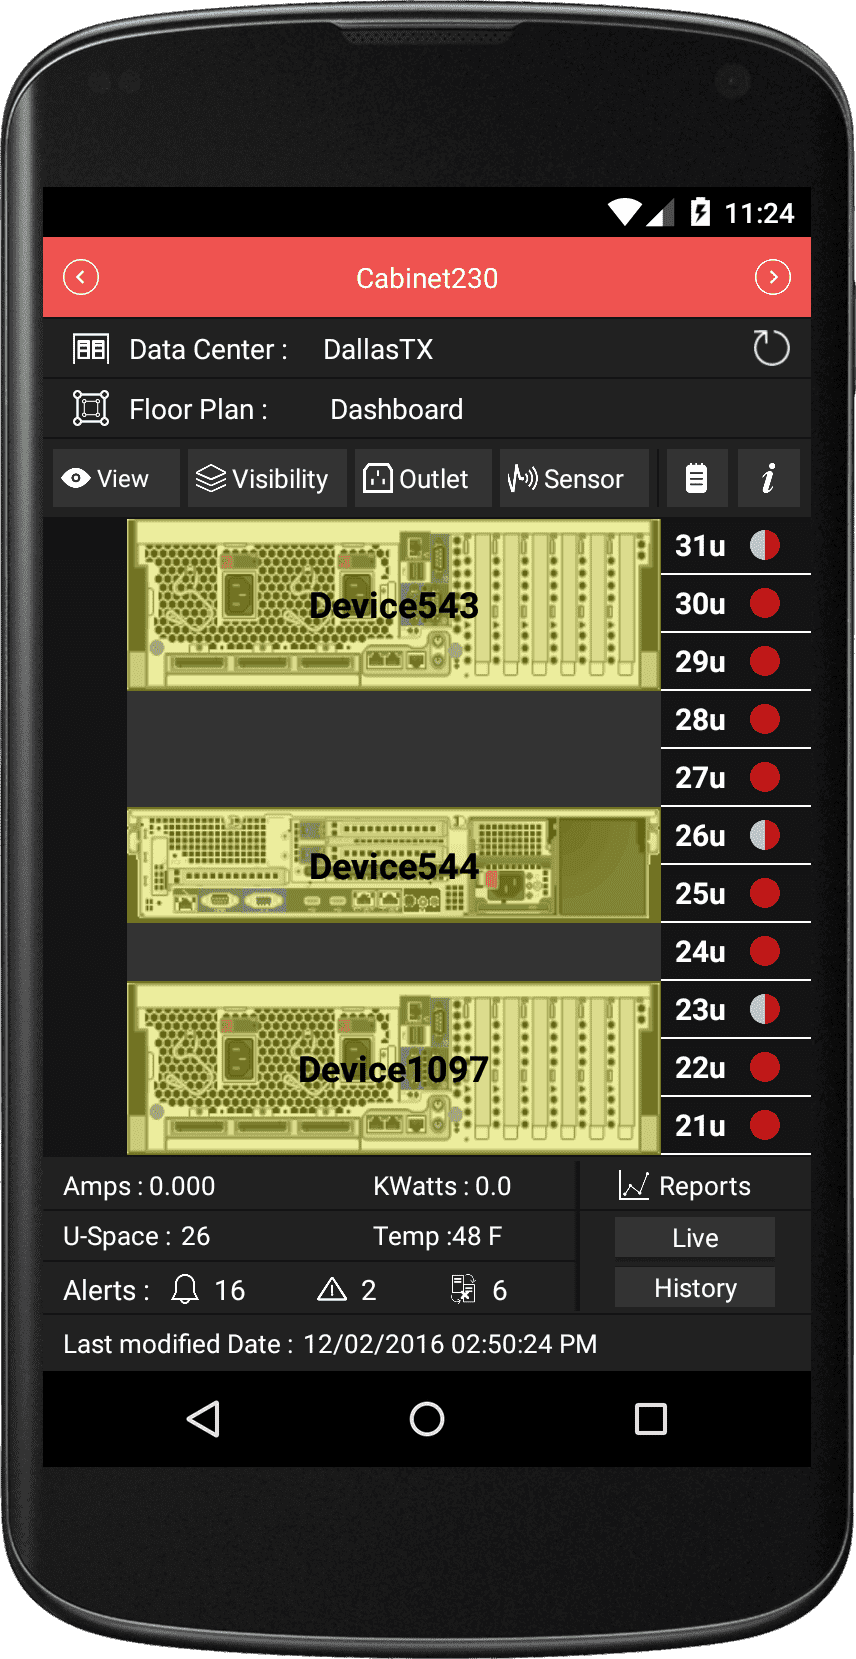 11:24
Cabinet230
Data Center : DallasTX
Floor Plan : Dashboard
View Visibility Outlet Sensor i
31u
30u
Device543
29u
28u
27u
26u
Device544
25u
24u
23u
Device1097
22u
21u
Amps : 0.000 KWatts : 0.0 Reports
U-Space : 26 Temp :48 F Live
Alerts : 16 2 6 History
Last modified Date : 12/02/2016 02:50:24 PM